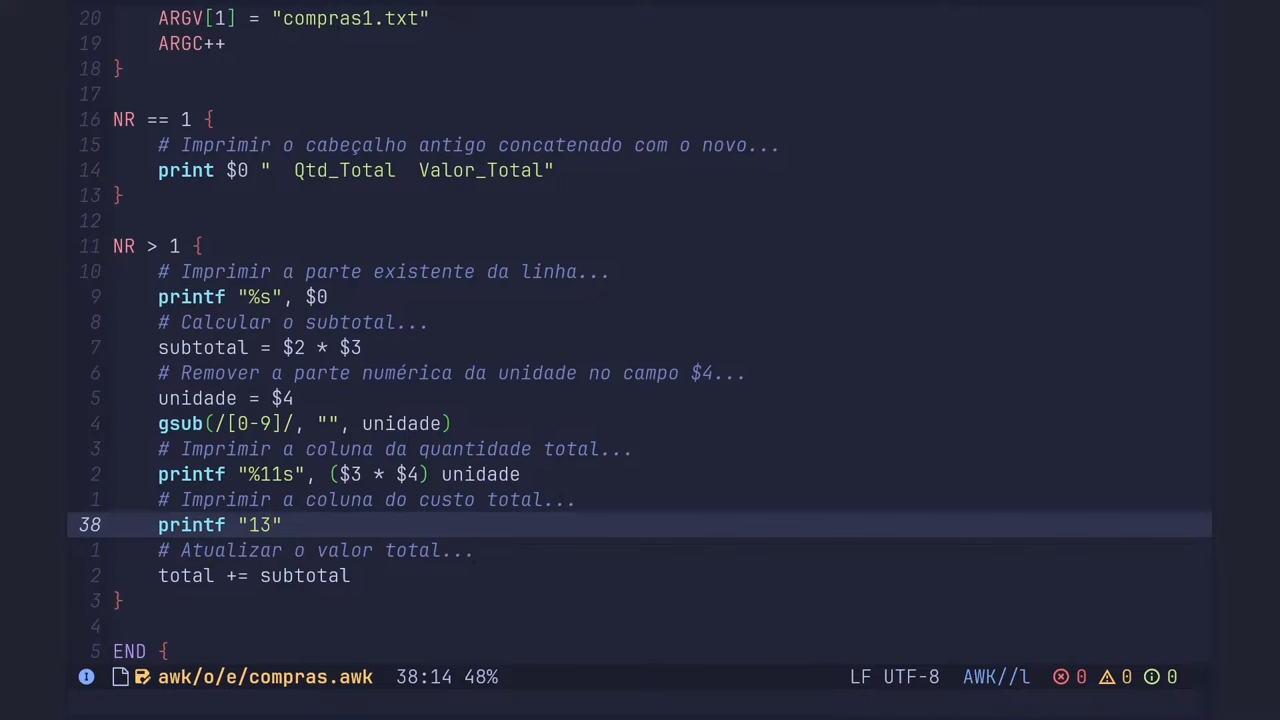 20 ARGV[1] = "compras1.txt"
19 ARGC++
18 }
17
16 NR == 1 {
15 # Imprimir o cabeçalho antigo concatenado com o novo...
14 print $0 "  Qtd_Total  Valor_Total"
13 }
12
11 NR > 1 {
10 # Imprimir a parte existente da linha...
9 printf "%s", $0
8 # Calcular o subtotal...
7 subtotal = $2 * $3
6 # Remover a parte numérica da unidade no campo $4...
5 unidade = $4
4 gsub(/[0-9]/, "", unidade)
3 # Imprimir a coluna da quantidade total...
2 printf "%11s", ($3 * $4) unidade
1 # Imprimir a coluna do custo total...
38 printf "13"
1 # Atualizar o valor total...
2 total += subtotal
3 }
4
5 END {
I awk/o/e/compras.awk 38:14 48% LF UTF-8 AWK//l 0 0 0